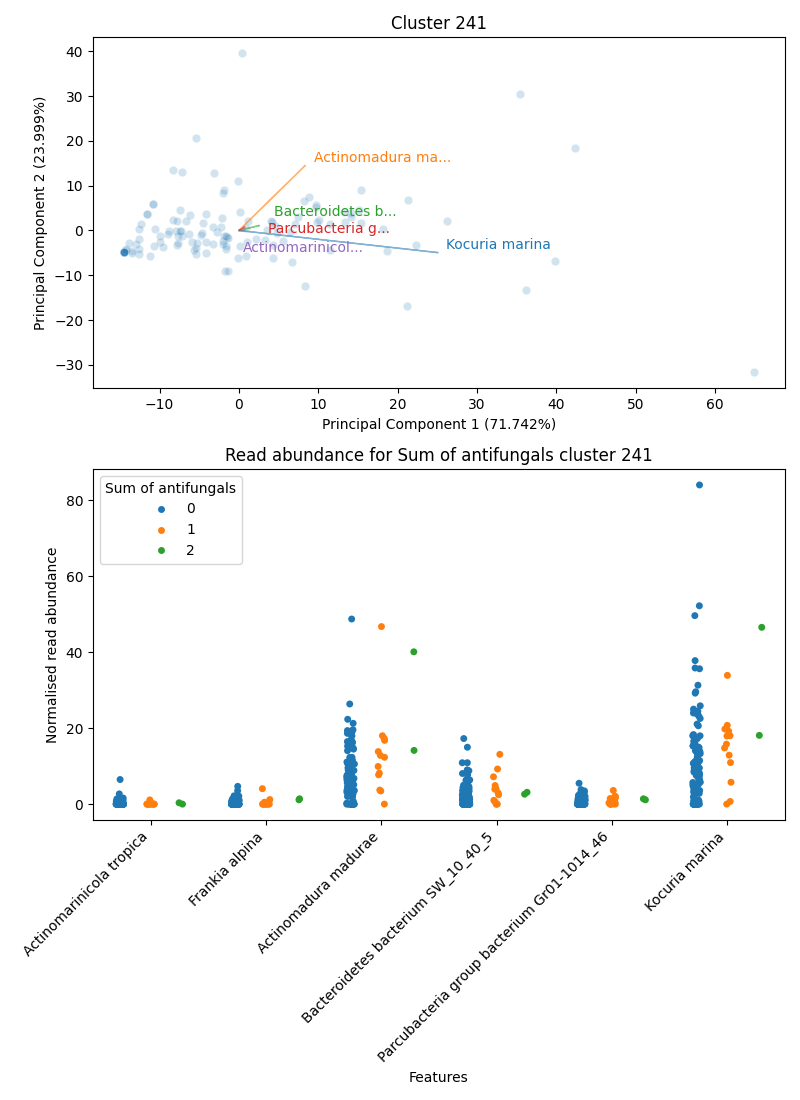 Cluster 241
Principal Component 2 (23.999%)
40
30
20
10
0
−10
−20
−30
Actinomadura ma...
Bacteroidetes b...
Parcubacteria g...
Kocuria marina
Actinomarinicol...
−10
0
10
20
30
40
50
60
Principal Component 1 (71.742%)
Read abundance for Sum of antifungals cluster 241
Normalised read abundance
80
60
40
20
0
Sum of antifungals
0
1
2
Actinomarinicola tropica
Frankia alpina
Actinomadura madurae
Bacteroidetes bacterium SW_10_40_5
Parcubacteria group bacterium Gr01-1014_46
Kocuria marina
Features